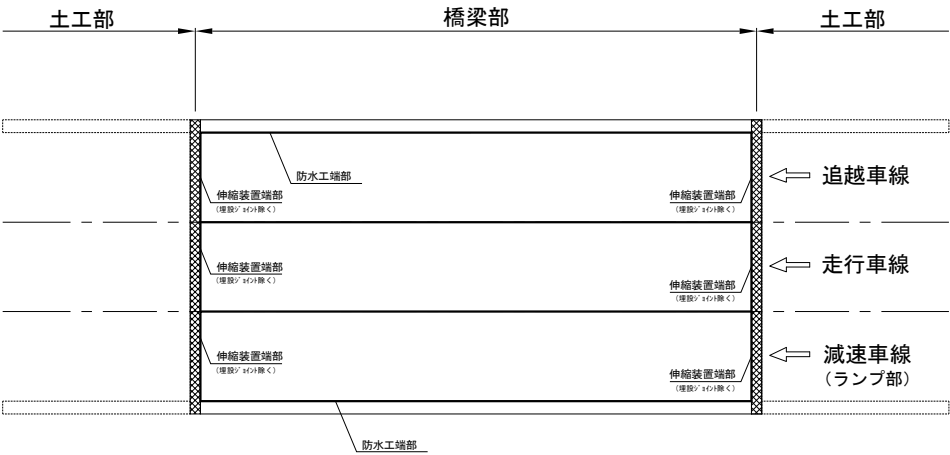 土工部
橋梁部
土工部
防水工端部
伸縮装置端部
(埋設ｼﾞｮｲﾝﾄ除く)
伸縮装置端部
(埋設ｼﾞｮｲﾝﾄ除く)
追越車線
伸縮装置端部
(埋設ｼﾞｮｲﾝﾄ除く)
伸縮装置端部
(埋設ｼﾞｮｲﾝﾄ除く)
走行車線
伸縮装置端部
(埋設ｼﾞｮｲﾝﾄ除く)
伸縮装置端部
(埋設ｼﾞｮｲﾝﾄ除く)
減速車線
(ランプ部)
防水工端部